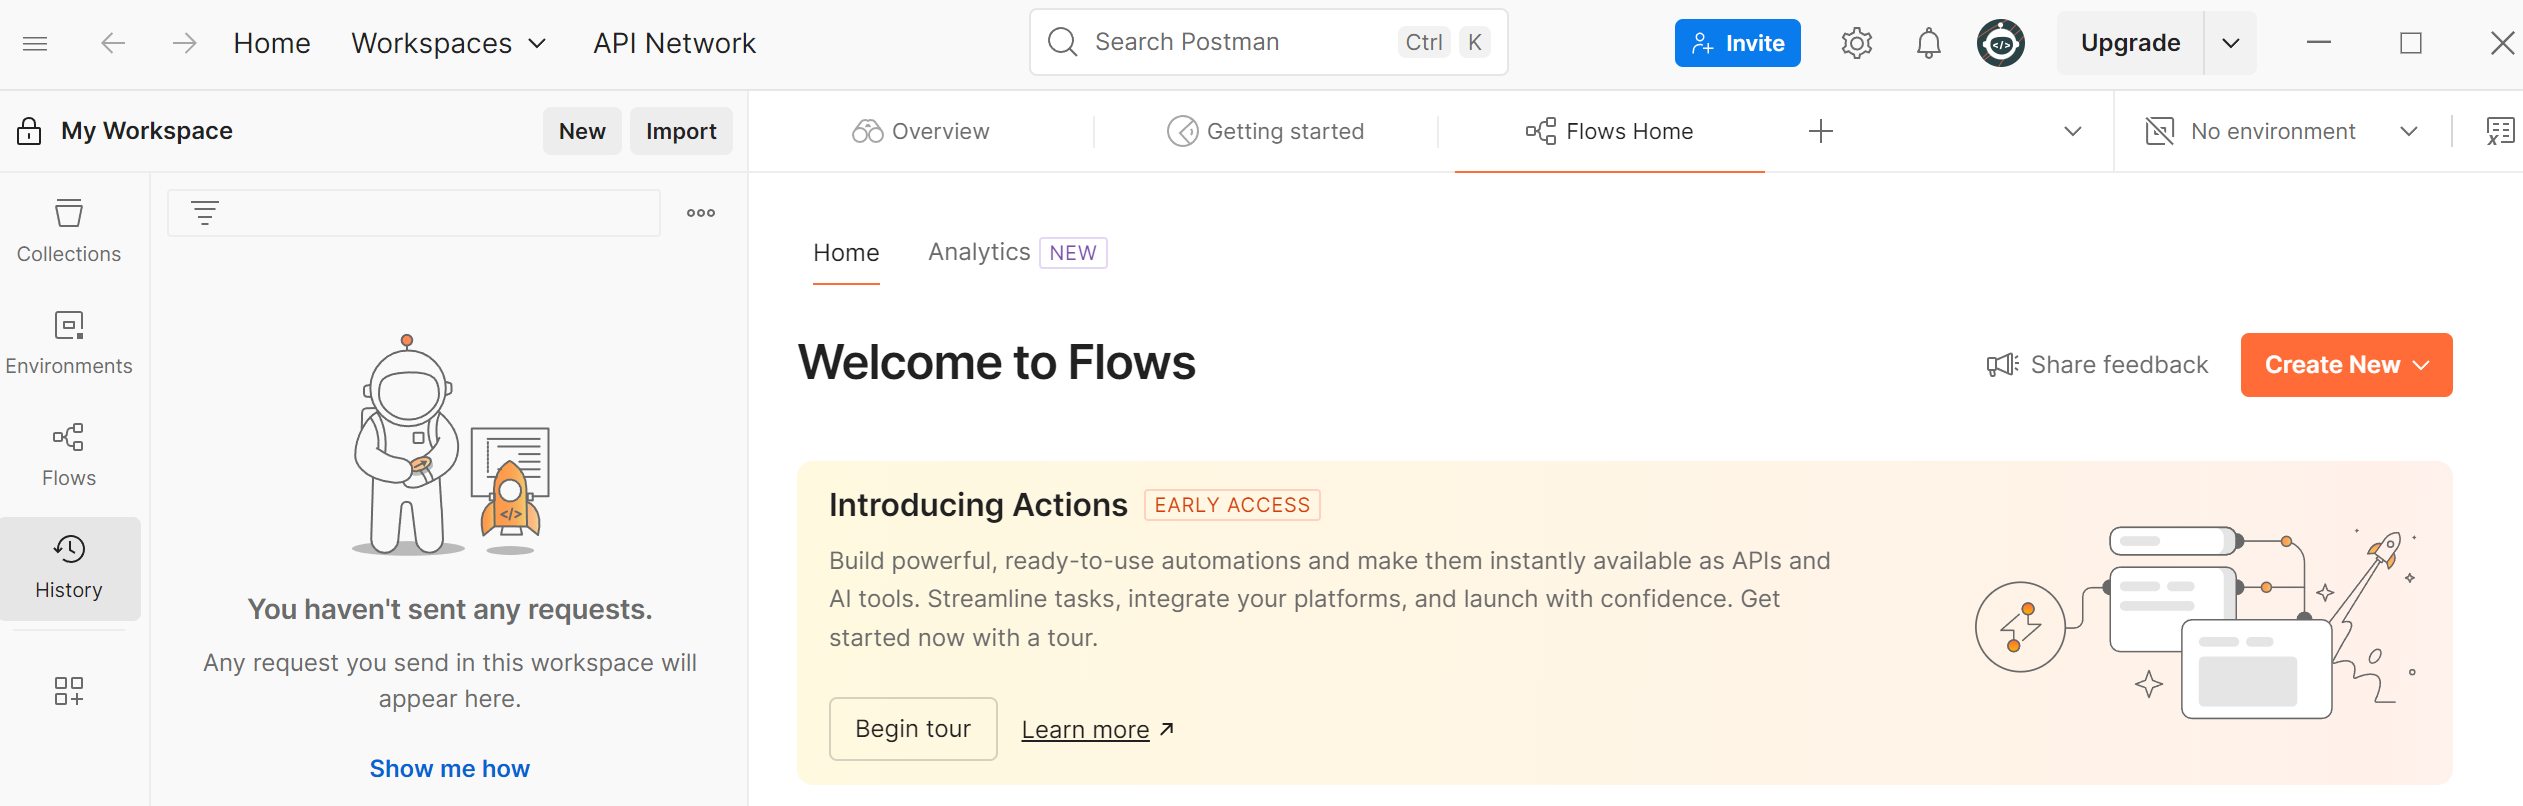 Home Workspaces API Network
Search Postman Ctrl K
Invite
Upgrade
My Workspace New Import
Overview Getting started Flows Home
No environment
Collections
Environments
Flows
History
You haven't sent any requests.
Any request you send in this workspace will
appear here.
Show me how
Home Analytics NEW
Welcome to Flows
Share feedback Create New
Introducing Actions EARLY ACCESS
Build powerful, ready-to-use automations and make them instantly available as APIs and
AI tools. Streamline tasks, integrate your platforms, and launch with confidence. Get
started now with a tour.
Begin tour Learn more